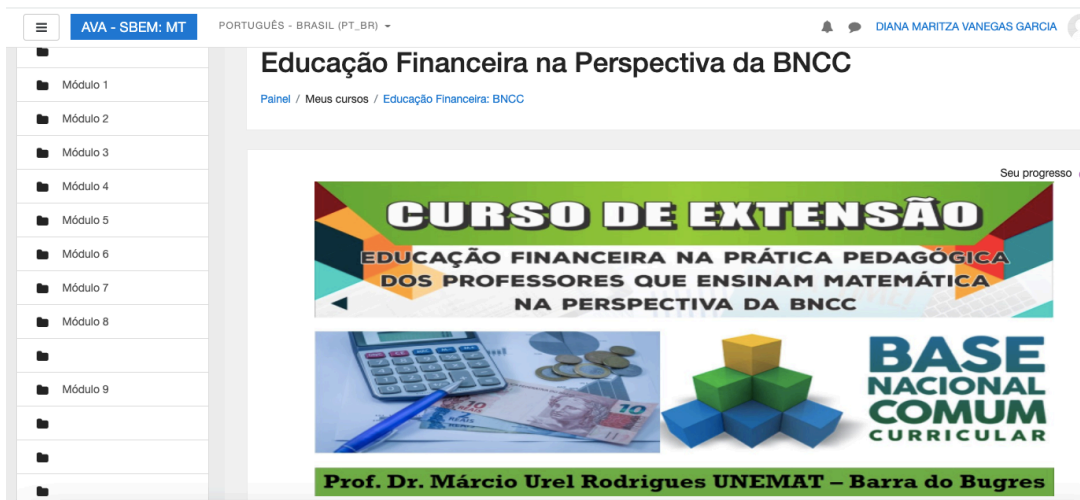 AVA - SBEM: MT
PORTUGUÊS - BRASIL (PT_BR)
DIANA MARITZA VANEGAS GARCIA
Módulo 1
Módulo 2
Módulo 3
Módulo 4
Módulo 5
Módulo 6
Módulo 7
Módulo 8
Módulo 9
Educação Financeira na Perspectiva da BNCC
Painel / Meus cursos / Educação Financeira: BNCC
Seu progresso
CURSO DE EXTENSÃO
EDUCAÇÃO FINANCEIRA NA PRÁTICA PEDAGÓGICA
DOS PROFESSORES QUE ENSINAM MATEMÁTICA
NA PERSPECTIVA DA BNCC
10
REAIS
2
REAIS
10
BASE
NACIONAL
COMUM
CURRICULAR
Prof. Dr. Márcio Urel Rodrigues UNEMAT – Barra do Bugres